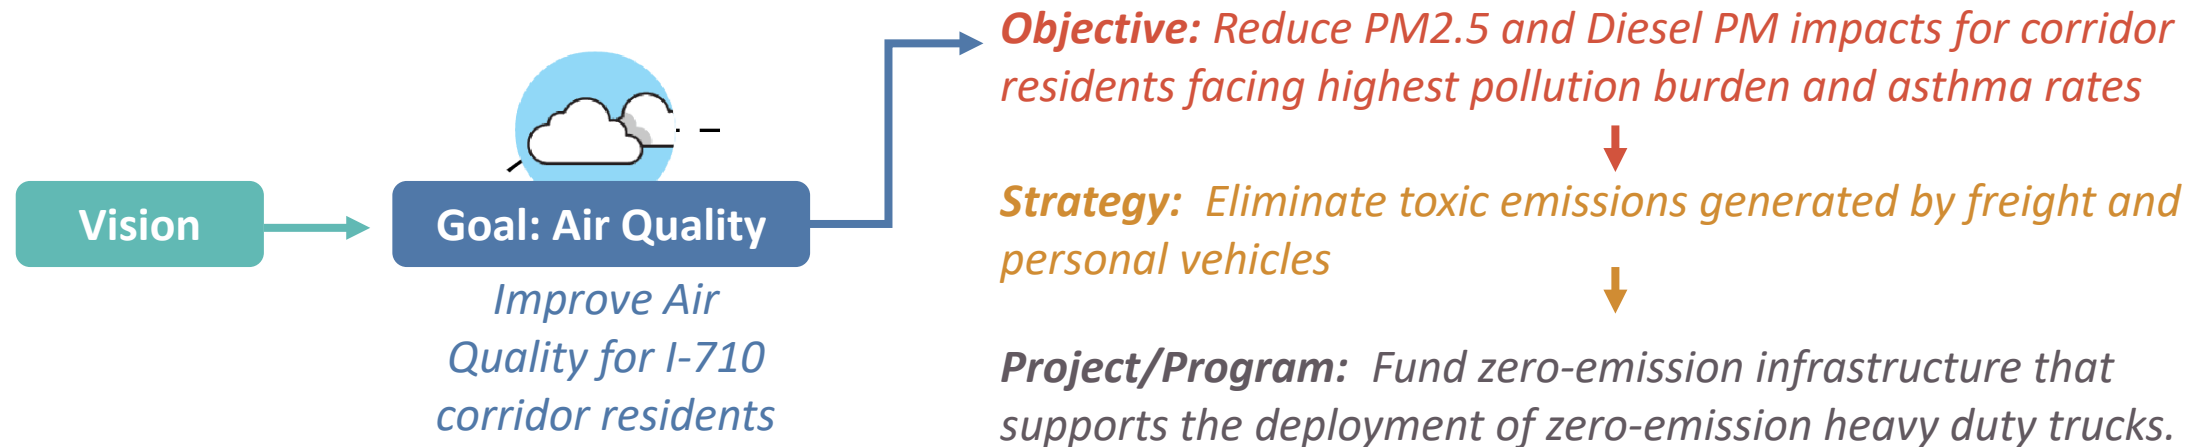 Vision
Goal: Air Quality
Improve Air
Quality for I-710
corridor residents
Objective: Reduce PM2.5 and Diesel PM impacts for corridor
residents facing highest pollution burden and asthma rates
Strategy: Eliminate toxic emissions generated by freight and
personal vehicles
Project/Program: Fund zero-emission infrastructure that
supports the deployment of zero-emission heavy duty trucks.